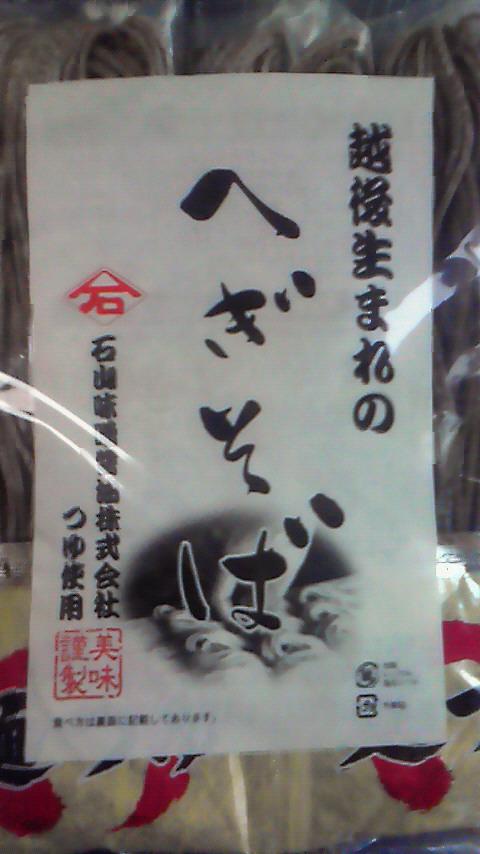 越後生まれの
へぎそば
石
石山味噌醤油株式会社
つゆ使用
美味
謹製
食べ方は裏面に記載してあります。